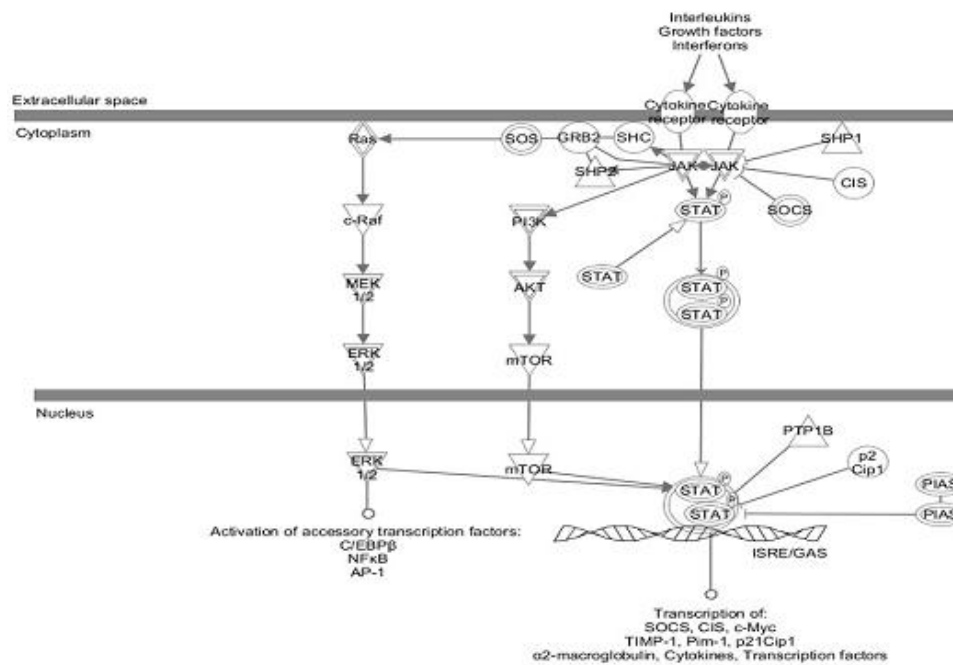 Interleukins
Growth factors
Interferons
Extracellular space
Cytokine receptor
Cytokine receptor
Cytoplasm
Ras
SOS
GRB2
SHC
SHP1
SHP2
JAK
JAK
CIS
STAT
P
SOCS
c-Raf
PI3K
STAT
MEK
1/2
AKT
STAT
P
STAT
P
ERK
1/2
mTOR
Nucleus
PTP1B
p2
Cip1
ERK
1/2
mTOR
STAT
P
STAT
P
PIAS
PIAS
Activation of accessory transcription factors:
C/EBPβ
NFκB
AP-1
ISRE/GAS
Transcription of:
SOCS, CIS, c-Myc
TIMP-1, Pim-1, p21Cip1
α2-macroglobulin, Cytokines, Transcription factors